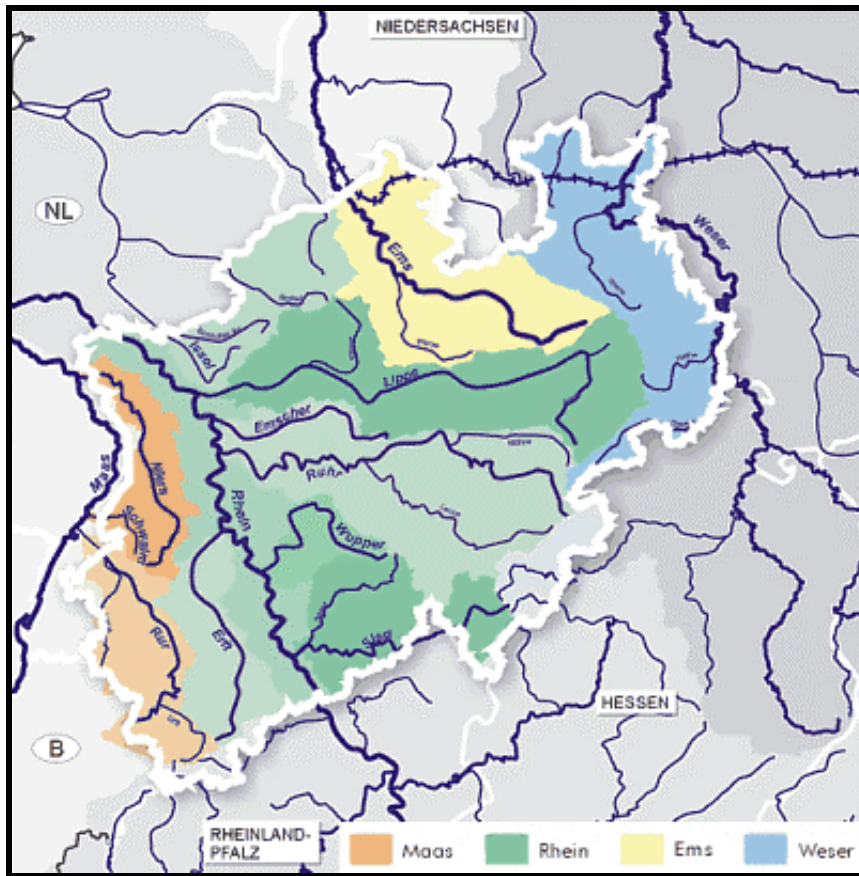 NIEDERSACHSEN
NL
Weser
Ems
Issel
Lippe
Emscher
Maas
Niers
Ruhr
Rhein
Schwalm
Wupper
Rur
Erft
Sieg
HESSEN
B
RHEINLAND-
PFALZ
Maas
Rhein
Ems
Weser